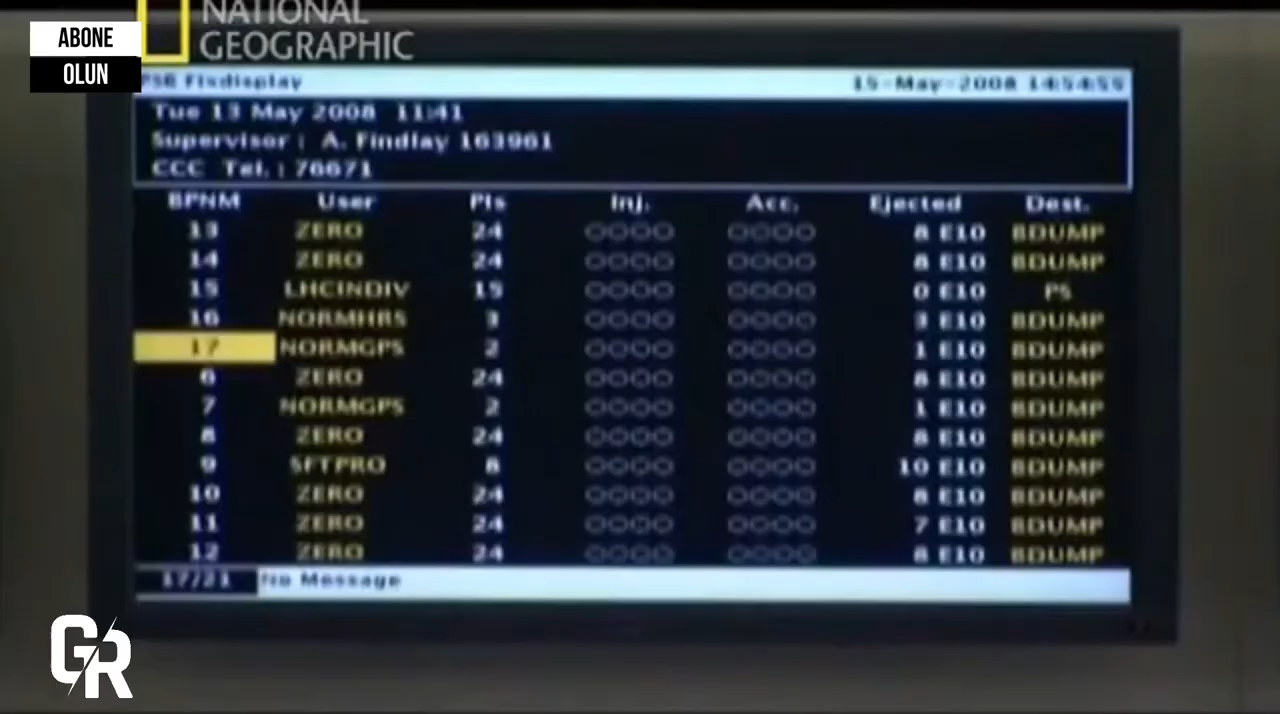 NATIONAL
GEOGRAPHIC
ABONE
OLUN
PSB Fixdisplay 15-May-2008 14:54:55
Tue 13 May 2008 11:41
Supervisor : A. Findlay 163961
CCC Tel. : 76671
BPNM User Pls Inj. Acc. Ejected Dest.
13 ZERO 24 0000 0000 8 E10 BDUMP
14 ZERO 24 0000 0000 8 E10 BDUMP
15 LHCINDIV 15 0000 0000 0 E10 PS
16 NORMHRS 3 0000 0000 3 E10 BDUMP
17 NORMGPS 2 0000 0000 1 E10 BDUMP
6 ZERO 24 0000 0000 8 E10 BDUMP
7 NORMGPS 2 0000 0000 1 E10 BDUMP
8 ZERO 24 0000 0000 8 E10 BDUMP
9 SFTPRO 8 0000 0000 10 E10 BDUMP
10 ZERO 24 0000 0000 8 E10 BDUMP
11 ZERO 24 0000 0000 7 E10 BDUMP
12 ZERO 24 0000 0000 8 E10 BDUMP
17/21 No Message
GR